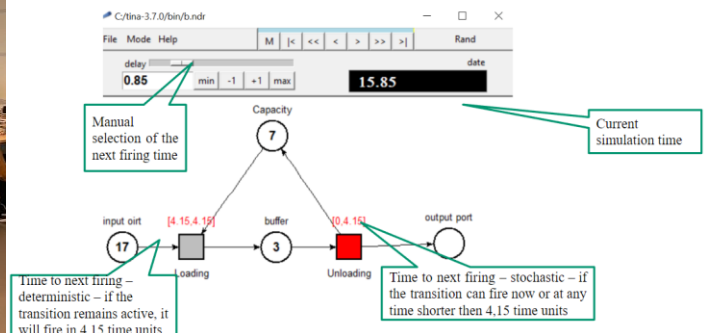 C:/tina-3.7.0/bin/b.ndr
File Mode Help
M |< << < > >> >| Rand
delay
date
0.85 min -1 +1 max 15.85
Manual
selection of the
next firing time
Capacity
7
Current
simulation time
input oirt
[4.15,4.15]
buffer
[0,4.15]
output port
17
3
Loading
Unloading
Time to next firing –
deterministic – if the
transition remains active, it
will fire in 4,15 time units
Time to next firing – stochastic – if
the transition can fire now or at any
time shorter then 4,15 time units